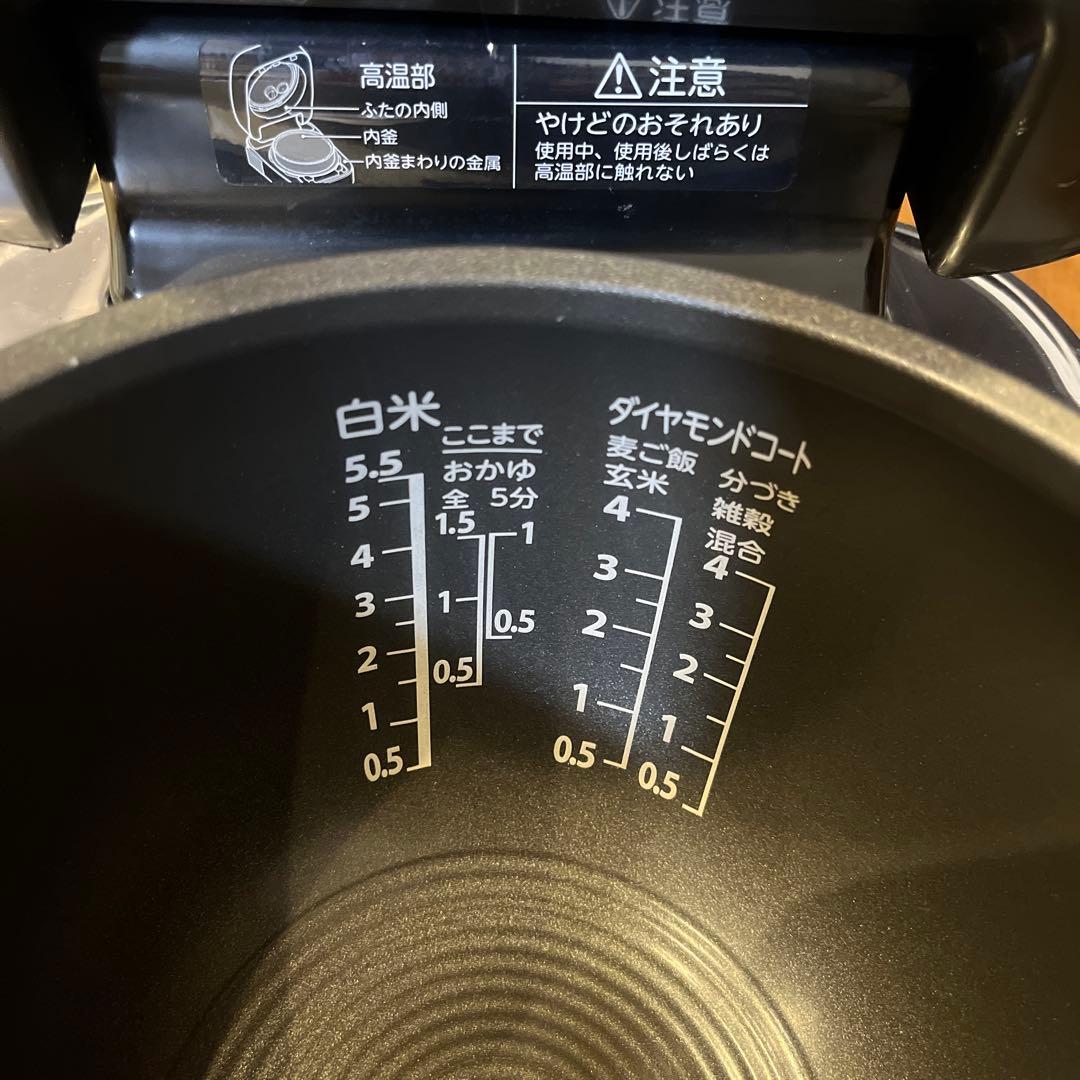 注意
高温部
ふたの内側
内釜
内釜まわりの金属
注意
やけどのおそれあり
使用中、使用後しばらくは
高温部に触れない
白米
5.5
5
4
3
2
1
0.5
ここまで
おかゆ
全 5分
1.5
1
0.5
1
0.5
ダイヤモンドコート
麦ご飯
玄米
4
3
2
1
0.5
分づき
雑穀
混合
4
3
2
1
0.5